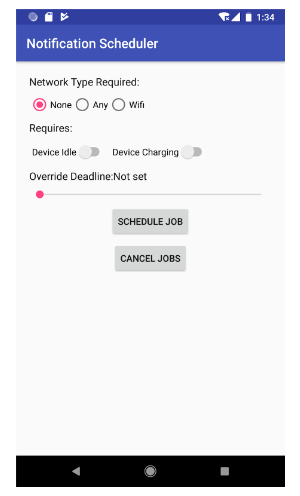 1:34
Notification Scheduler
Network Type Required:
None Any Wifi
Requires:
Device Idle Device Charging
Override Deadline:Not set
SCHEDULE JOB
CANCEL JOBS